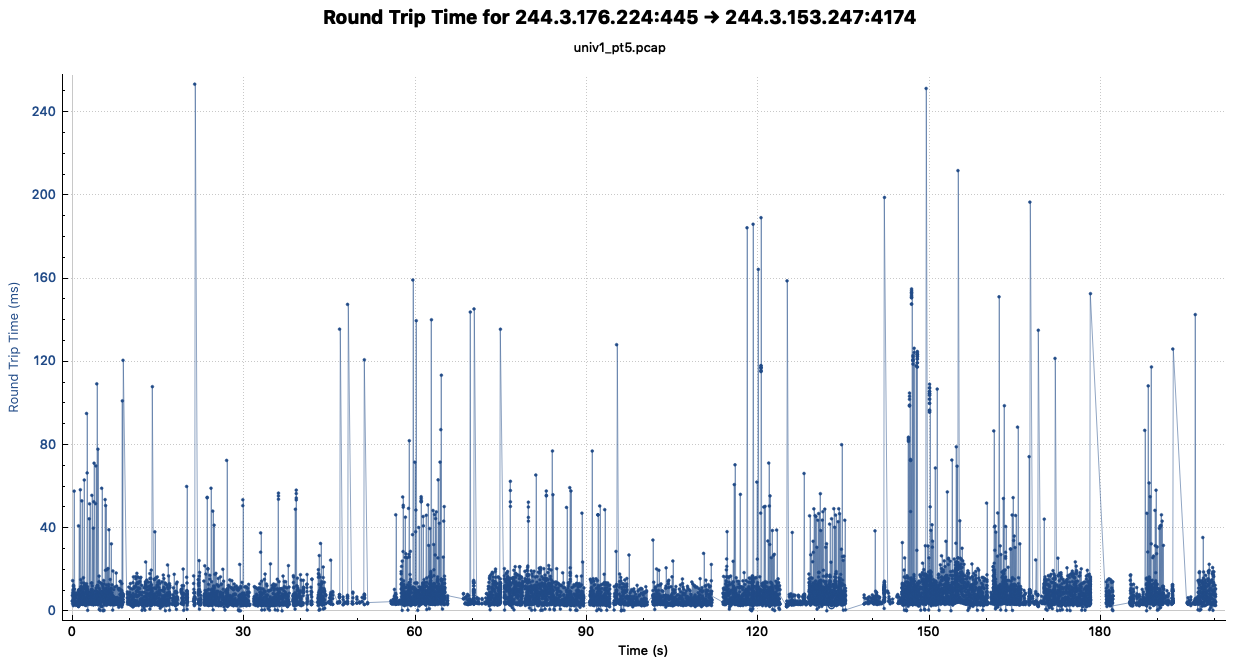 Round Trip Time for 244.3.176.224:445 → 244.3.153.247:4174
univ1_pt5.pcap
Round Trip Time (ms)
240
200
160
120
80
40
0
0 30 60 90 120 150 180
Time (s)